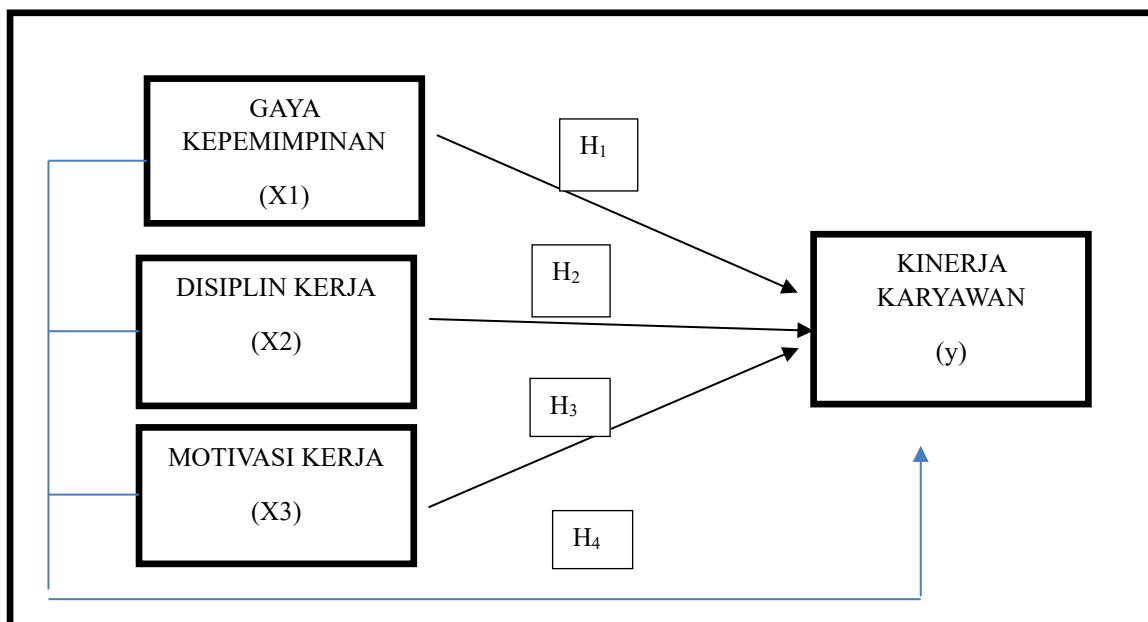 GAYA
KEPEMIMPINAN
(X1)
H₁
DISIPLIN KERJA
(X2)
H₂
KINERJA
KARYAWAN
(y)
MOTIVASI KERJA
(X3)
H₃
H₄